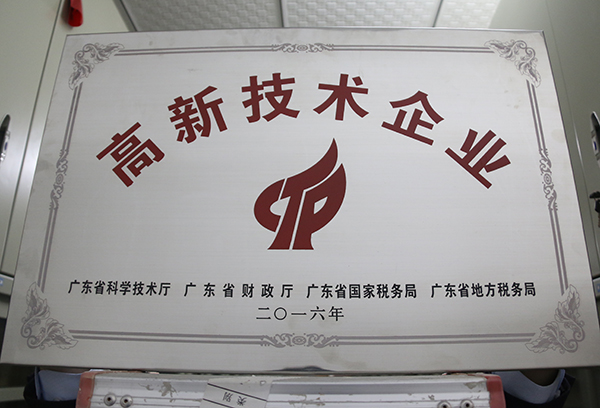 高新技术企业
广东省科学技术厅 广东省财政厅 广东省国家税务局 广东省地方税务局
二〇一六年
类别